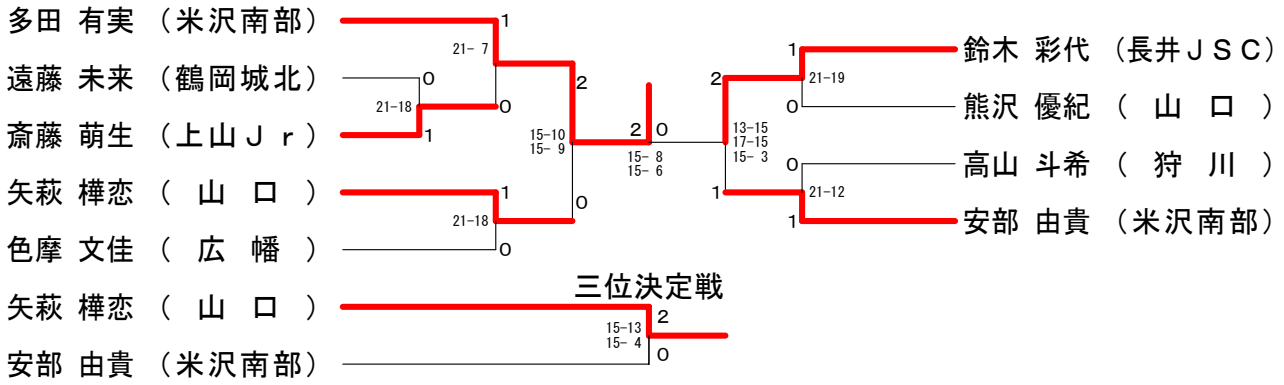 多田 有実 （米沢南部）
1
21- 7
遠藤 未来 （鶴岡城北）
0
21-18
0
斎藤 萌生 （上山Ｊｒ）
1
2
15-10
15- 9
矢萩 樺恋 （ 山 口 ）
1
0
21-18
色摩 文佳 （ 広 幡 ）
0
2 0
15- 8
15- 6
1
鈴木 彩代 （長井ＪＳＣ）
2
21-19
0
熊沢 優紀 （ 山 口 ）
13-15
17-15
15- 3
0
高山 斗希 （ 狩 川 ）
1
21-12
1
安部 由貴 （米沢南部）
三位決定戦
矢萩 樺恋 （ 山 口 ）
2
15-13
15- 4
安部 由貴 （米沢南部）
0